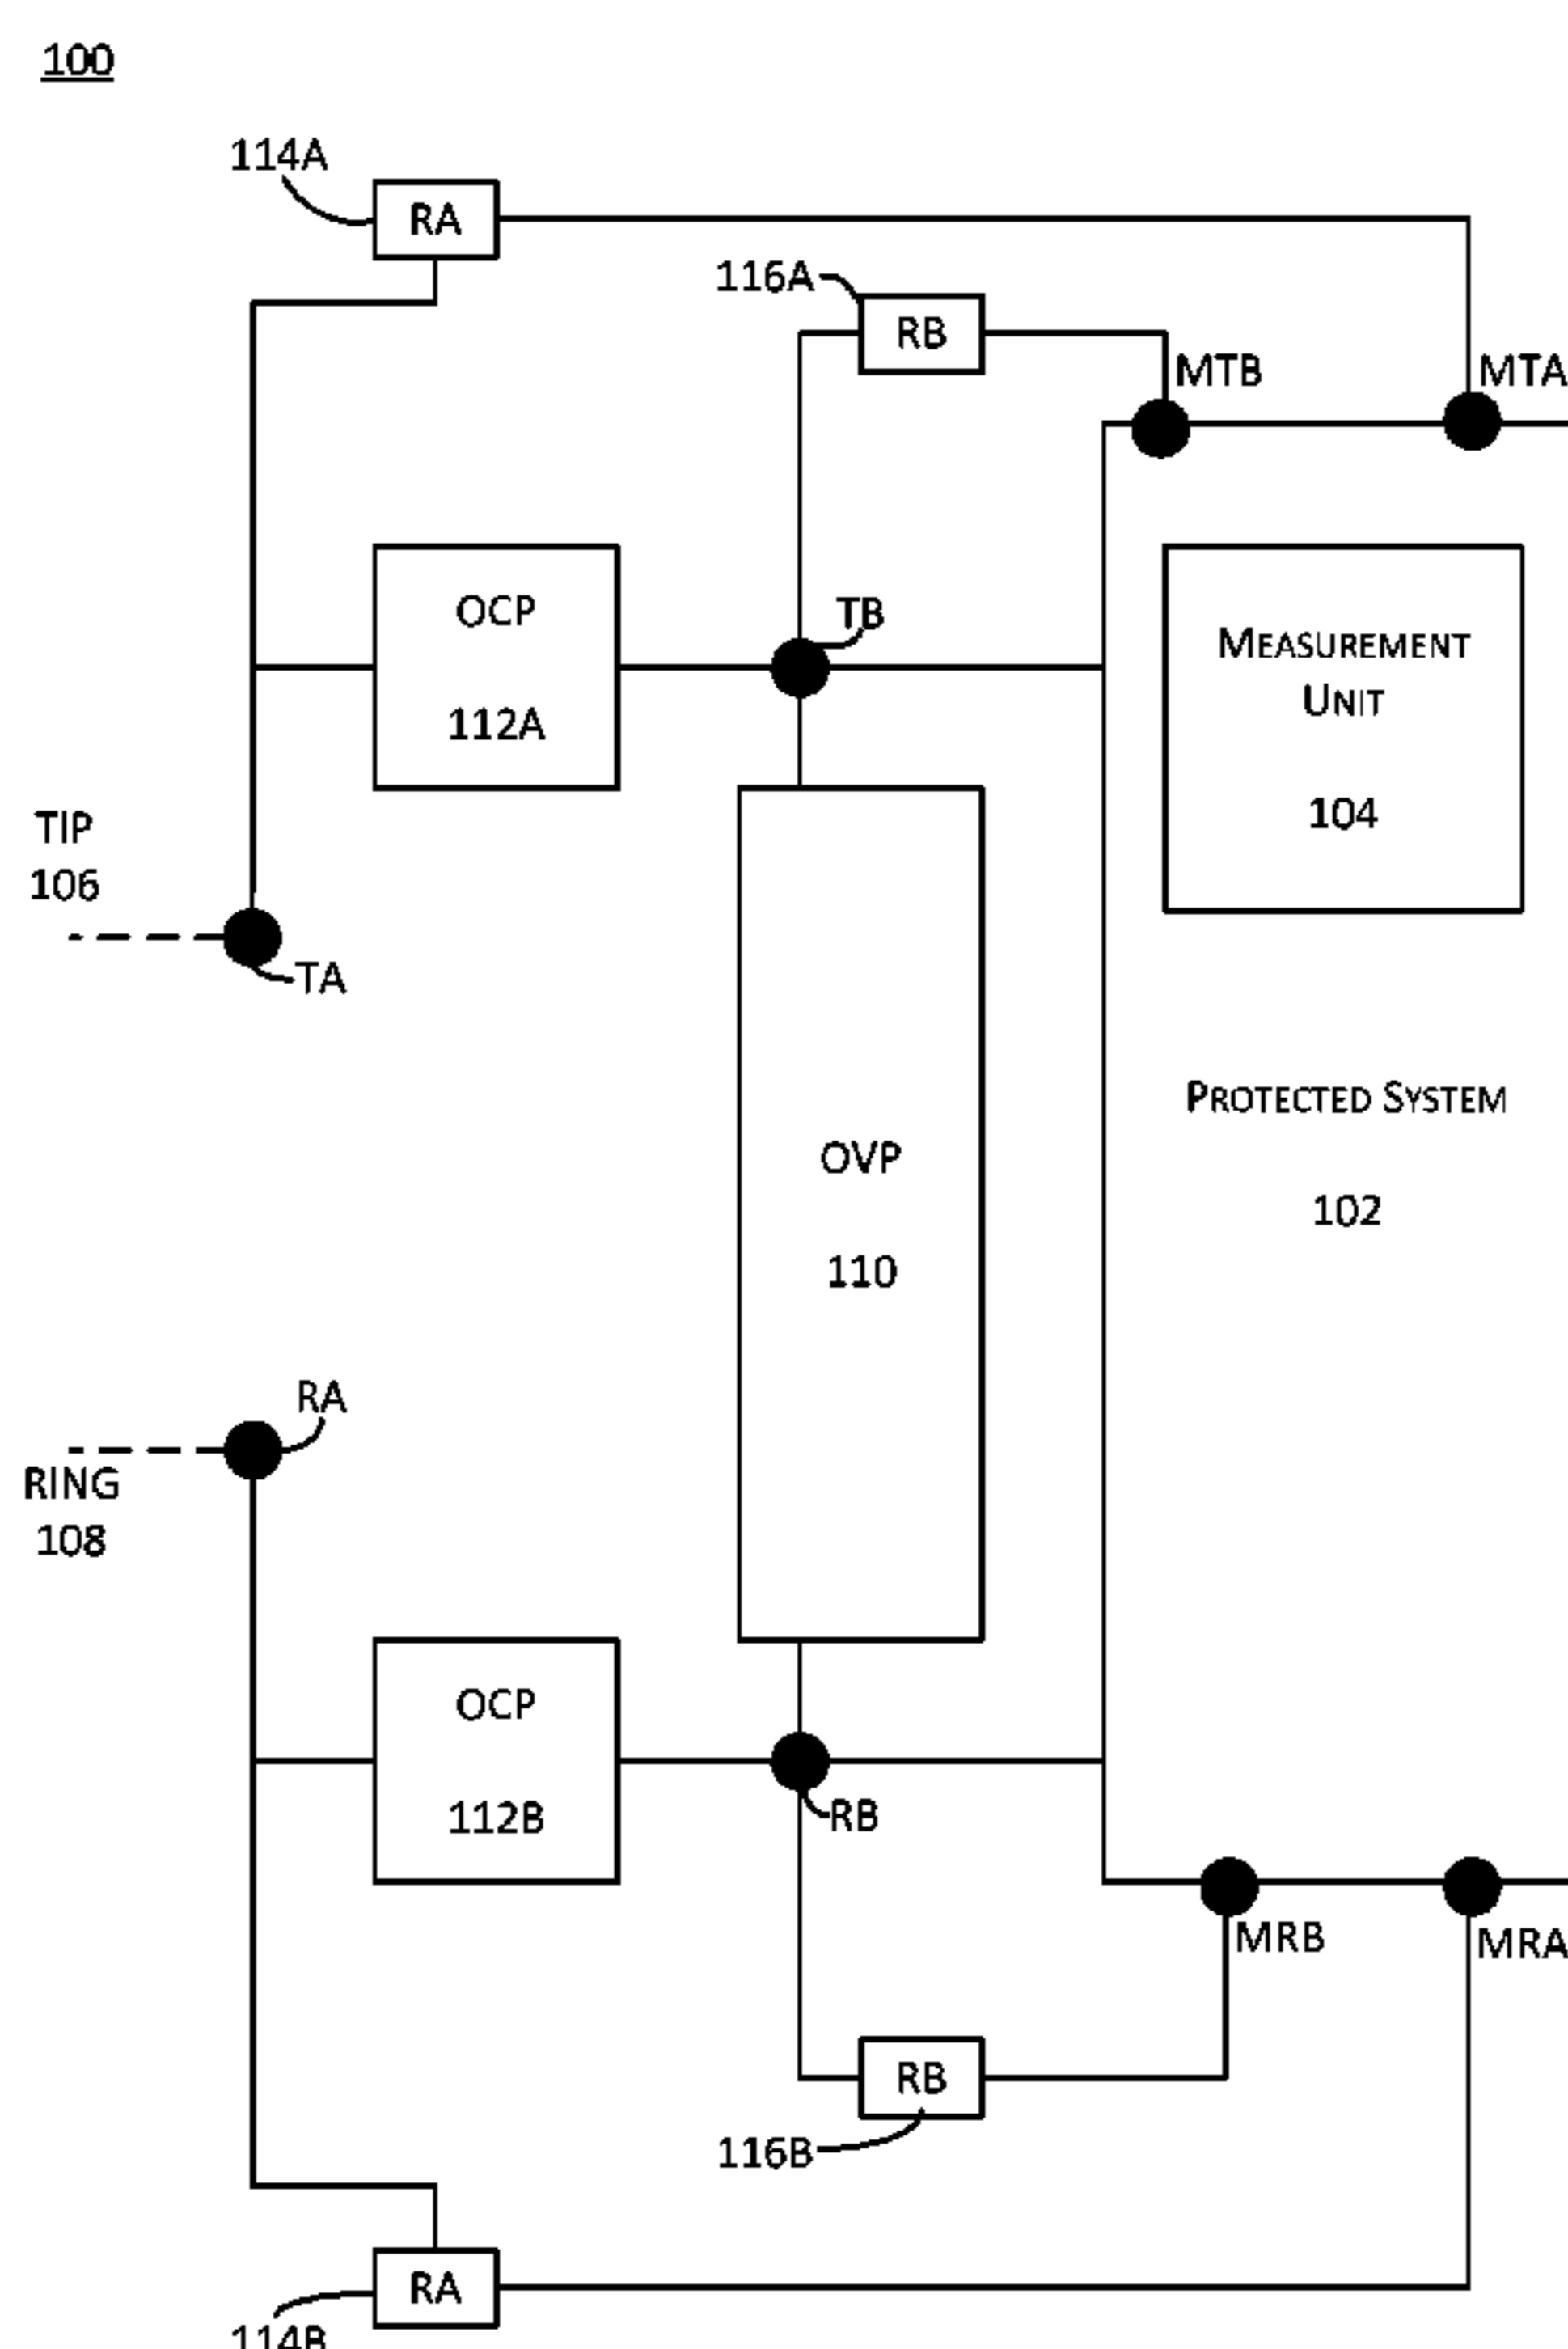 100
114A
RA
116A
RB
MTB
MTA
OCP
112A
TB
MEASUREMENT
UNIT
104
TIP
106
TA
PROTECTED SYSTEM
102
OVP
110
RA
RING
108
OCP
112B
RB
MRB
MRA
RB
116B
RA
114B